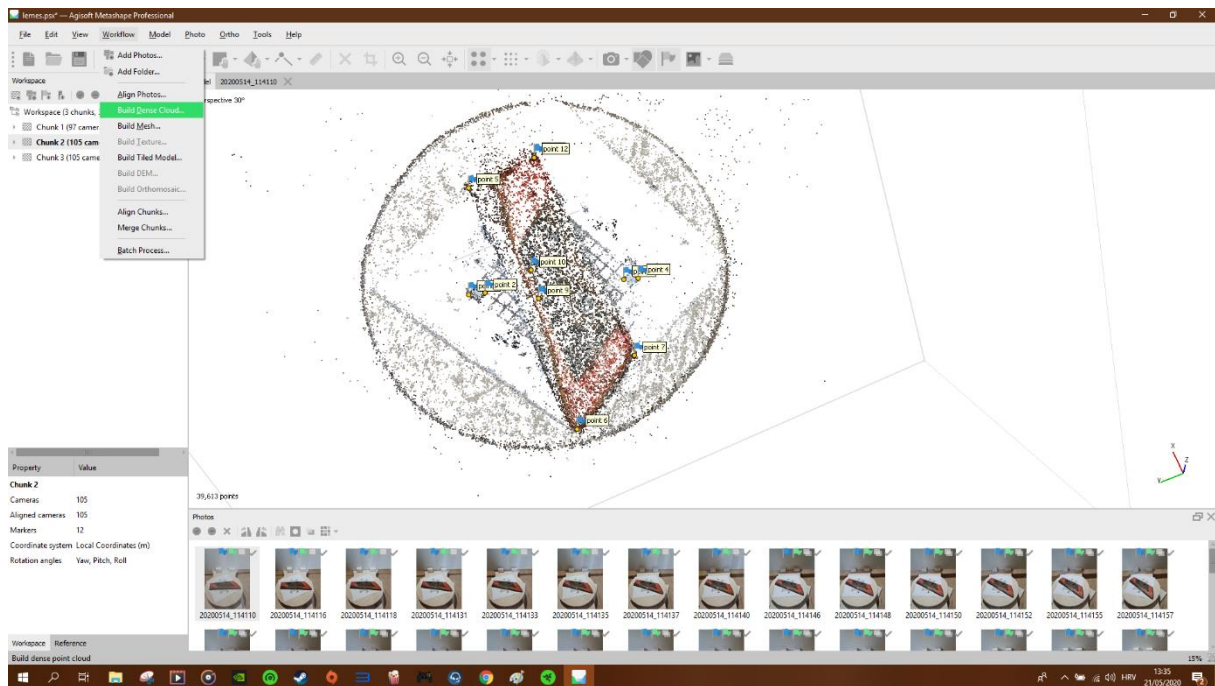 lemes.psx* — Agisoft Metashape Professional
File Edit View Workflow Model Photo Ortho Tools Help
Add Photos...
Add Folder...
Align Photos...
Build Dense Cloud...
Build Mesh...
Build Texture...
Build Tiled Model...
Build DEM...
Build Orthomosaic...
Align Chunks...
Merge Chunks...
Batch Process...
Workspace
Workspace (3 chunks,
Chunk 1 (97 camer
Chunk 2 (105 cam
Chunk 3 (105 came
20200514_114110
30°
point 12
point 5
point 10
point 4
point 2
point 9
point 7
point 6
X
Z
Y
39,613 points
Property Value
Chunk 2
Cameras 105
Aligned cameras 105
Markers 12
Coordinate system Local Coordinates (m)
Rotation angles Yaw, Pitch, Roll
Photos
20200514_114110 20200514_114116 20200514_114118 20200514_114131 20200514_114133 20200514_114135 20200514_114137 20200514_114140 20200514_114146 20200514_114148 20200514_114150 20200514_114152 20200514_114155 20200514_114157
Workspace Reference
Build dense point cloud
15%
HRV
13:35
21/05/2020